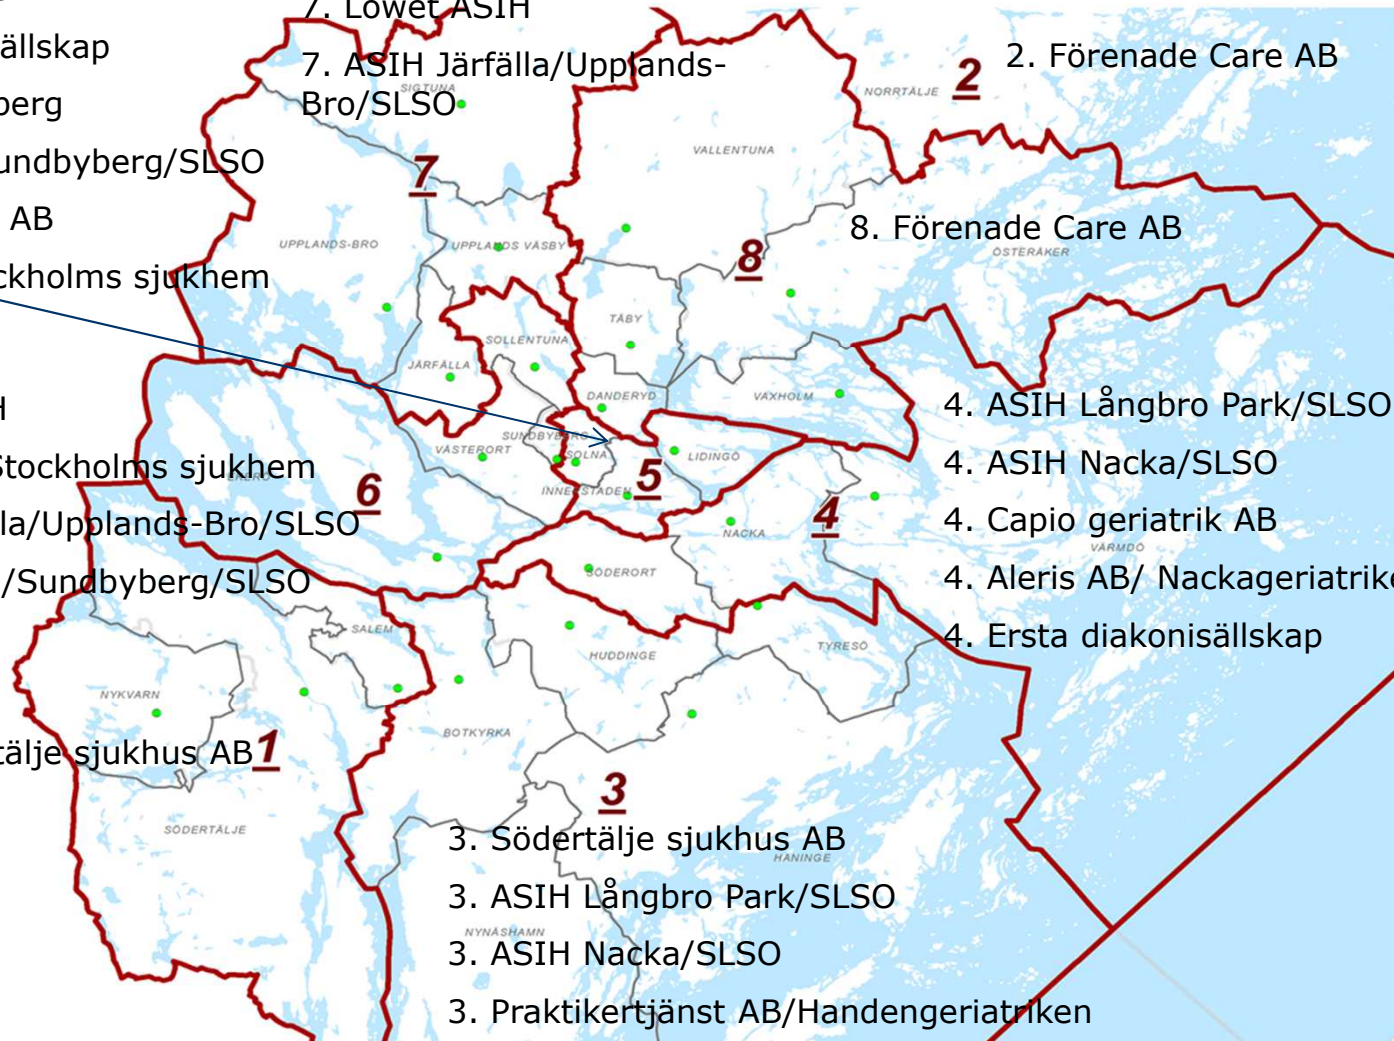 7. Löwet ASIH
7. ASIH Järfälla/Upplands-
Bro/SLSO
2. Förenade Care AB
2
ällskap
berg
undbyberg/SLSO
AB
ockholms sjukhem
SIGTUNA
NORRTÄLJE
VALLENTUNA
7
8. Förenade Care AB
UPPLANDS-BRO
UPPLANDS VÄSBY
8
ÖSTERÅKER
TÄBY
SOLLENTUNA
JÄRFÄLLA
DANDERYD
VAXHOLM
H
Stockholms sjukhem
la/Upplands-Bro/SLSO
/Sundbyberg/SLSO
SUNDBYBERG
VÄSTERORT
SOLNA
LIDINGÖ
EKERÖ
6
INNERSTADEN
5
4
NACKA
VÄRMDÖ
4. ASIH Långbro Park/SLSO
4. ASIH Nacka/SLSO
4. Capio geriatrik AB
4. Aleris AB/ Nackageriatrike
4. Ersta diakonisällskap
SÖDERORT
SALEM
HUDDINGE
TYRESÖ
NYKVARN
BOTKYRKA
tälje sjukhus AB
1
3
SÖDERTÄLJE
HANINGE
NYNÄSHAMN
3. Södertälje sjukhus AB
3. ASIH Långbro Park/SLSO
3. ASIH Nacka/SLSO
3. Praktikertjänst AB/Handengeriatriken